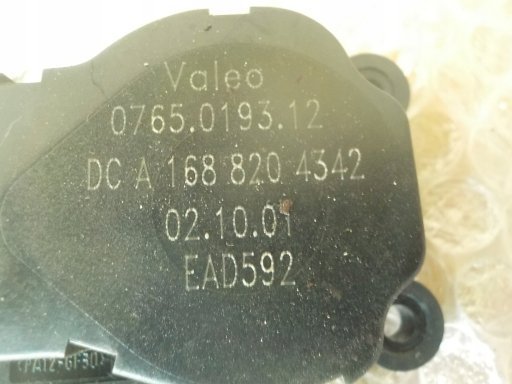 Valeo
0765.0193.12
DC A 168 820 4342
02.10.01
EAD592